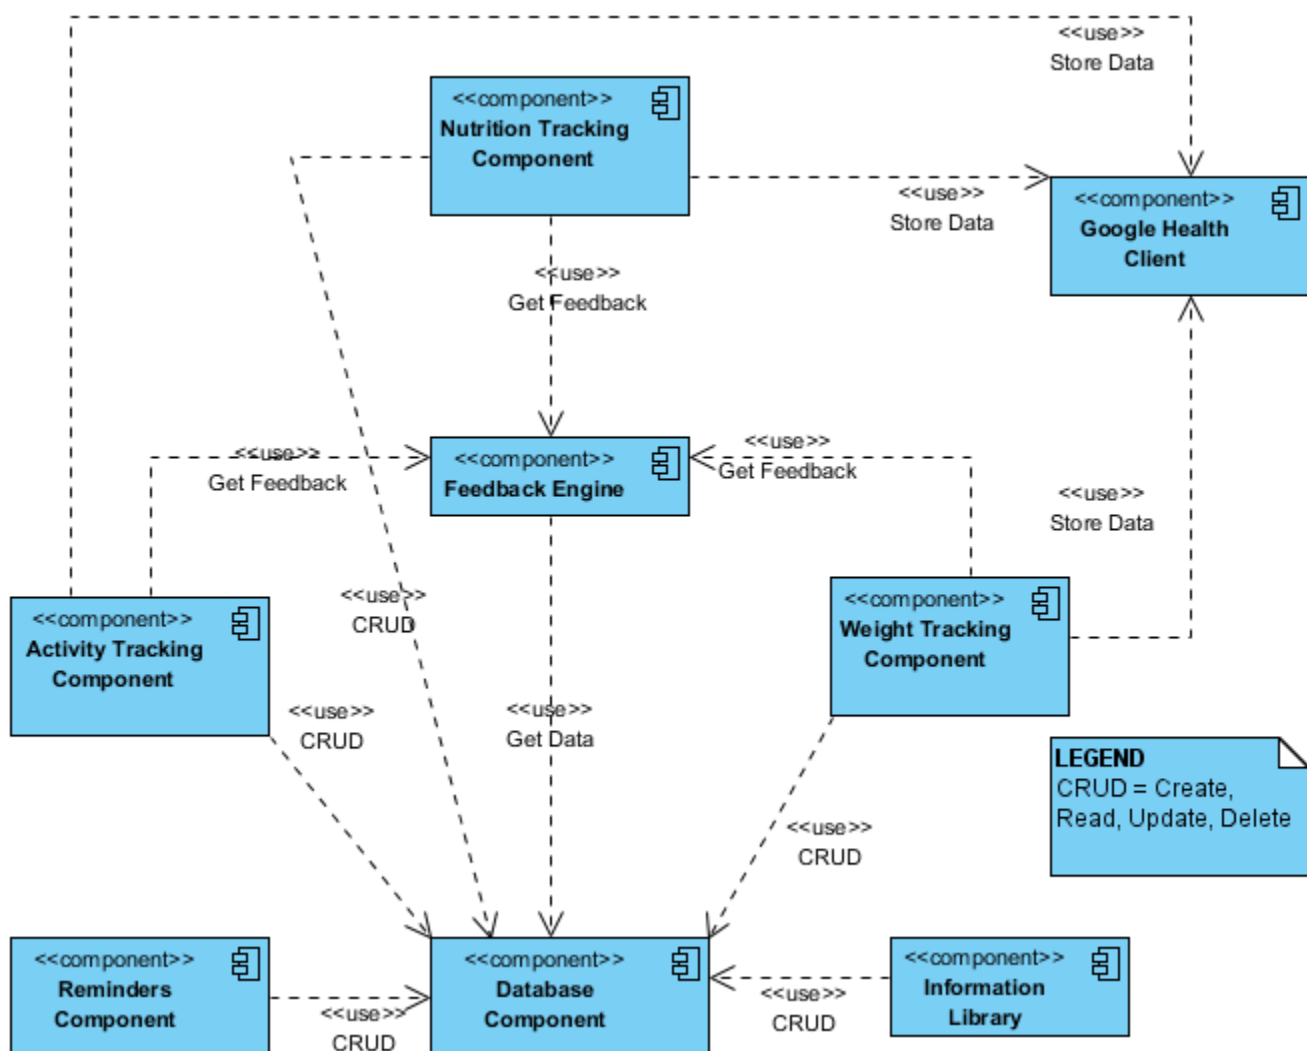 <<use>>
Store Data
<<component>>
Nutrition Tracking
Component
<<use>>
Store Data
<<component>>
Google Health
Client
<<use>>
Get Feedback
<<use>>
Get Feedback
<<component>>
Feedback Engine
<<use>>
Get Feedback
<<use>>
Store Data
<<component>>
Activity Tracking
Component
<<use>>
CRUD
<<component>>
Weight Tracking
Component
<<use>>
CRUD
<<use>>
Get Data
<<use>>
CRUD
LEGEND
CRUD = Create,
Read, Update, Delete
<<component>>
Reminders
Component
<<use>>
CRUD
<<component>>
Database
Component
<<use>>
CRUD
<<component>>
Information
Library